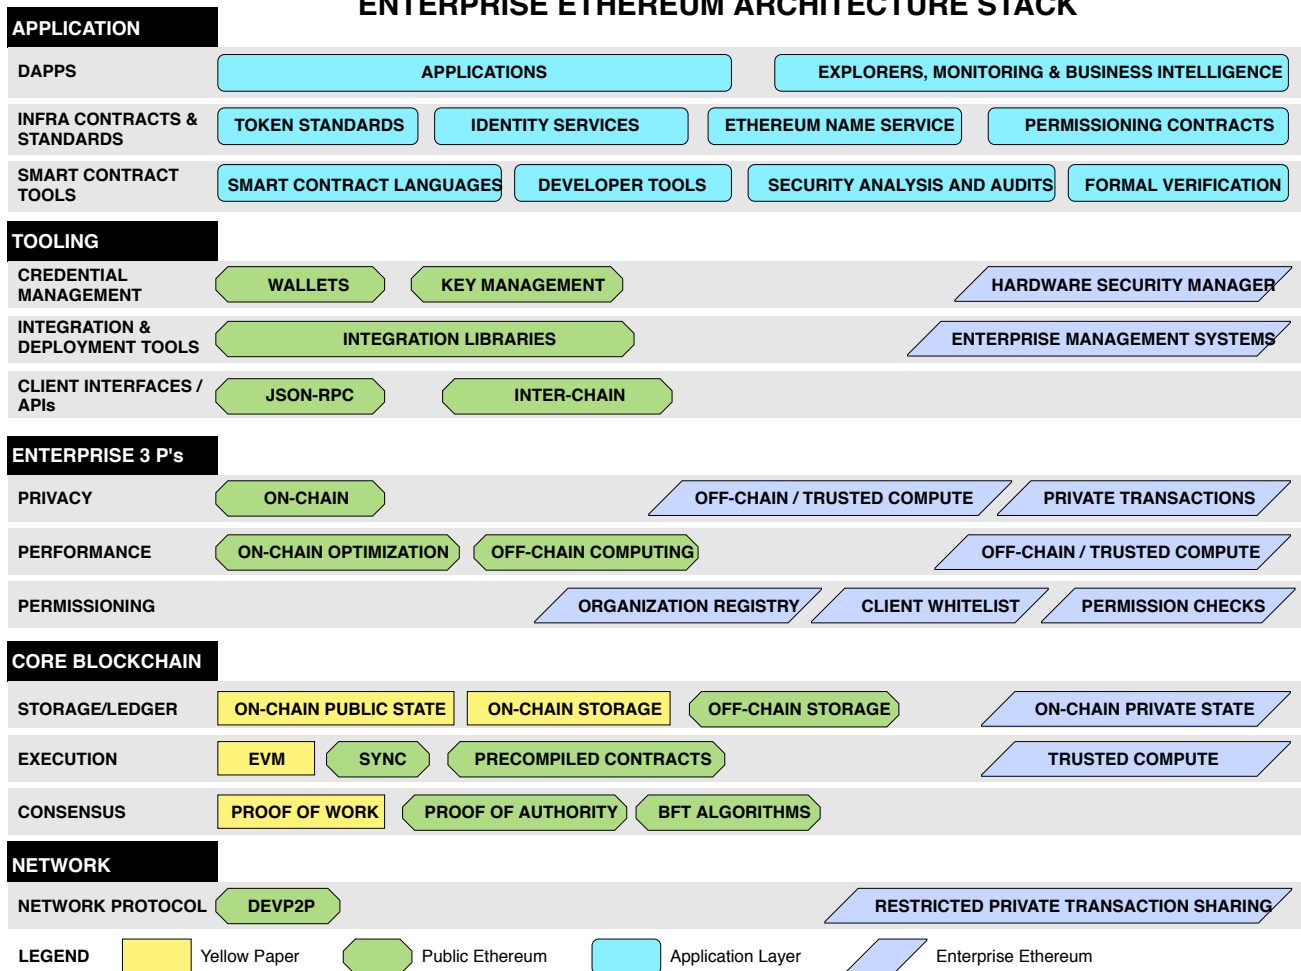 ENTERPRISE ETHEREUM ARCHITECTURE STACK
APPLICATION
DAPPS
APPLICATIONS
EXPLORERS, MONITORING & BUSINESS INTELLIGENCE
INFRA CONTRACTS &
STANDARDS
TOKEN STANDARDS
IDENTITY SERVICES
ETHEREUM NAME SERVICE
PERMISSIONING CONTRACTS
SMART CONTRACT
TOOLS
SMART CONTRACT LANGUAGES
DEVELOPER TOOLS
SECURITY ANALYSIS AND AUDITS
FORMAL VERIFICATION
TOOLING
CREDENTIAL
MANAGEMENT
WALLETS
KEY MANAGEMENT
HARDWARE SECURITY MANAGER
INTEGRATION &
DEPLOYMENT TOOLS
INTEGRATION LIBRARIES
ENTERPRISE MANAGEMENT SYSTEMS
CLIENT INTERFACES /
APIs
JSON-RPC
INTER-CHAIN
ENTERPRISE 3 P's
PRIVACY
ON-CHAIN
OFF-CHAIN / TRUSTED COMPUTE
PRIVATE TRANSACTIONS
PERFORMANCE
ON-CHAIN OPTIMIZATION
OFF-CHAIN COMPUTING
OFF-CHAIN / TRUSTED COMPUTE
PERMISSIONING
ORGANIZATION REGISTRY
CLIENT WHITELIST
PERMISSION CHECKS
CORE BLOCKCHAIN
STORAGE/LEDGER
ON-CHAIN PUBLIC STATE
ON-CHAIN STORAGE
OFF-CHAIN STORAGE
ON-CHAIN PRIVATE STATE
EXECUTION
EVM
SYNC
PRECOMPILED CONTRACTS
TRUSTED COMPUTE
CONSENSUS
PROOF OF WORK
PROOF OF AUTHORITY
BFT ALGORITHMS
NETWORK
NETWORK PROTOCOL
DEVP2P
RESTRICTED PRIVATE TRANSACTION SHARING
LEGEND
Yellow Paper
Public Ethereum
Application Layer
Enterprise Ethereum